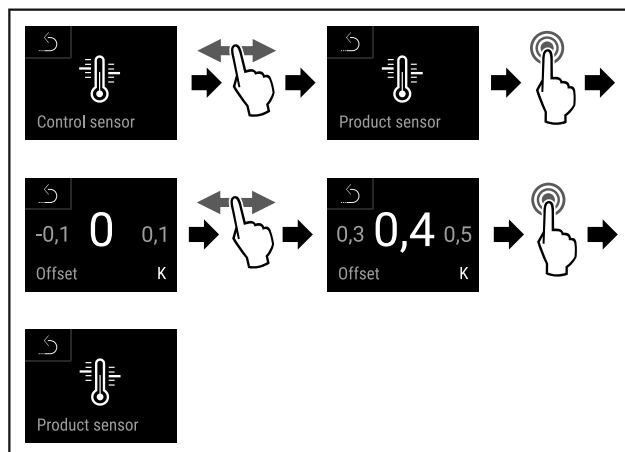 Control sensor
Product sensor
-0,1 0 0,1
Offset K
0,3 0,4 0,5
Offset K
Product sensor